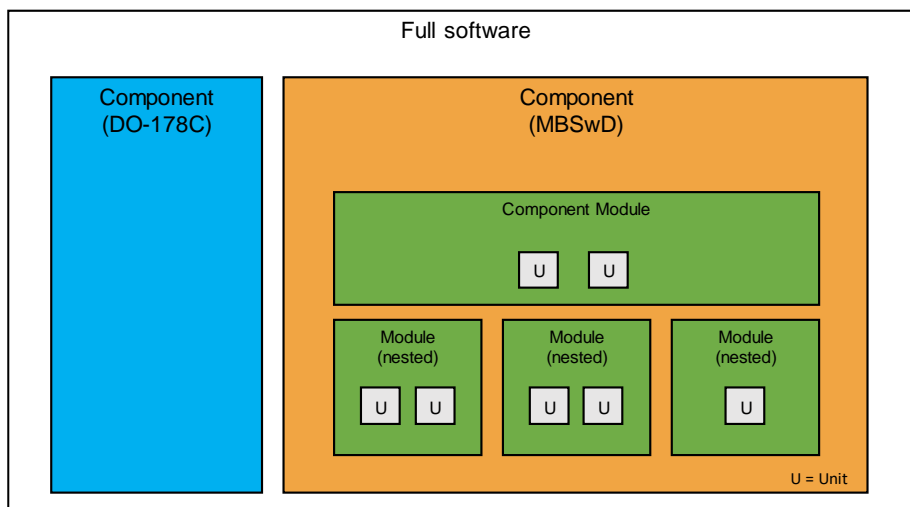 Full software
Component
(DO-178C)
Component
(MBSwD)
Component Module
U U
Module
(nested)
U U
Module
(nested)
U U
Module
(nested)
U
U = Unit